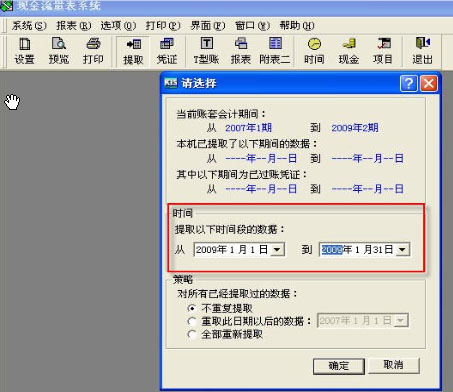 现金流量表系统
系统(S) 报表(R) 选项(O) 打印(P) 界面(F) 窗口(W) 帮助(H)
设置 预览 打印 提取 凭证 T型账 报表 附表二 时间 现金 项目 退出
请选择
当前账套会计期间：
从 2007年1期 到 2009年2期
本机已提取了以下期间的数据：
从 ----年--月--日 到 ----年--月--日
其中以下期间为已过账凭证：
从 ----年--月--日 到 ----年--月--日
时间
提取以下时间段的数据：
从 2009年 1 月 1 日 到 2009年 1 月31日
策略
对所有已经提取过的数据：
不重复提取
重取此日期以后的数据： 2007年 1 月 1 日
全部重新提取
确定 取消